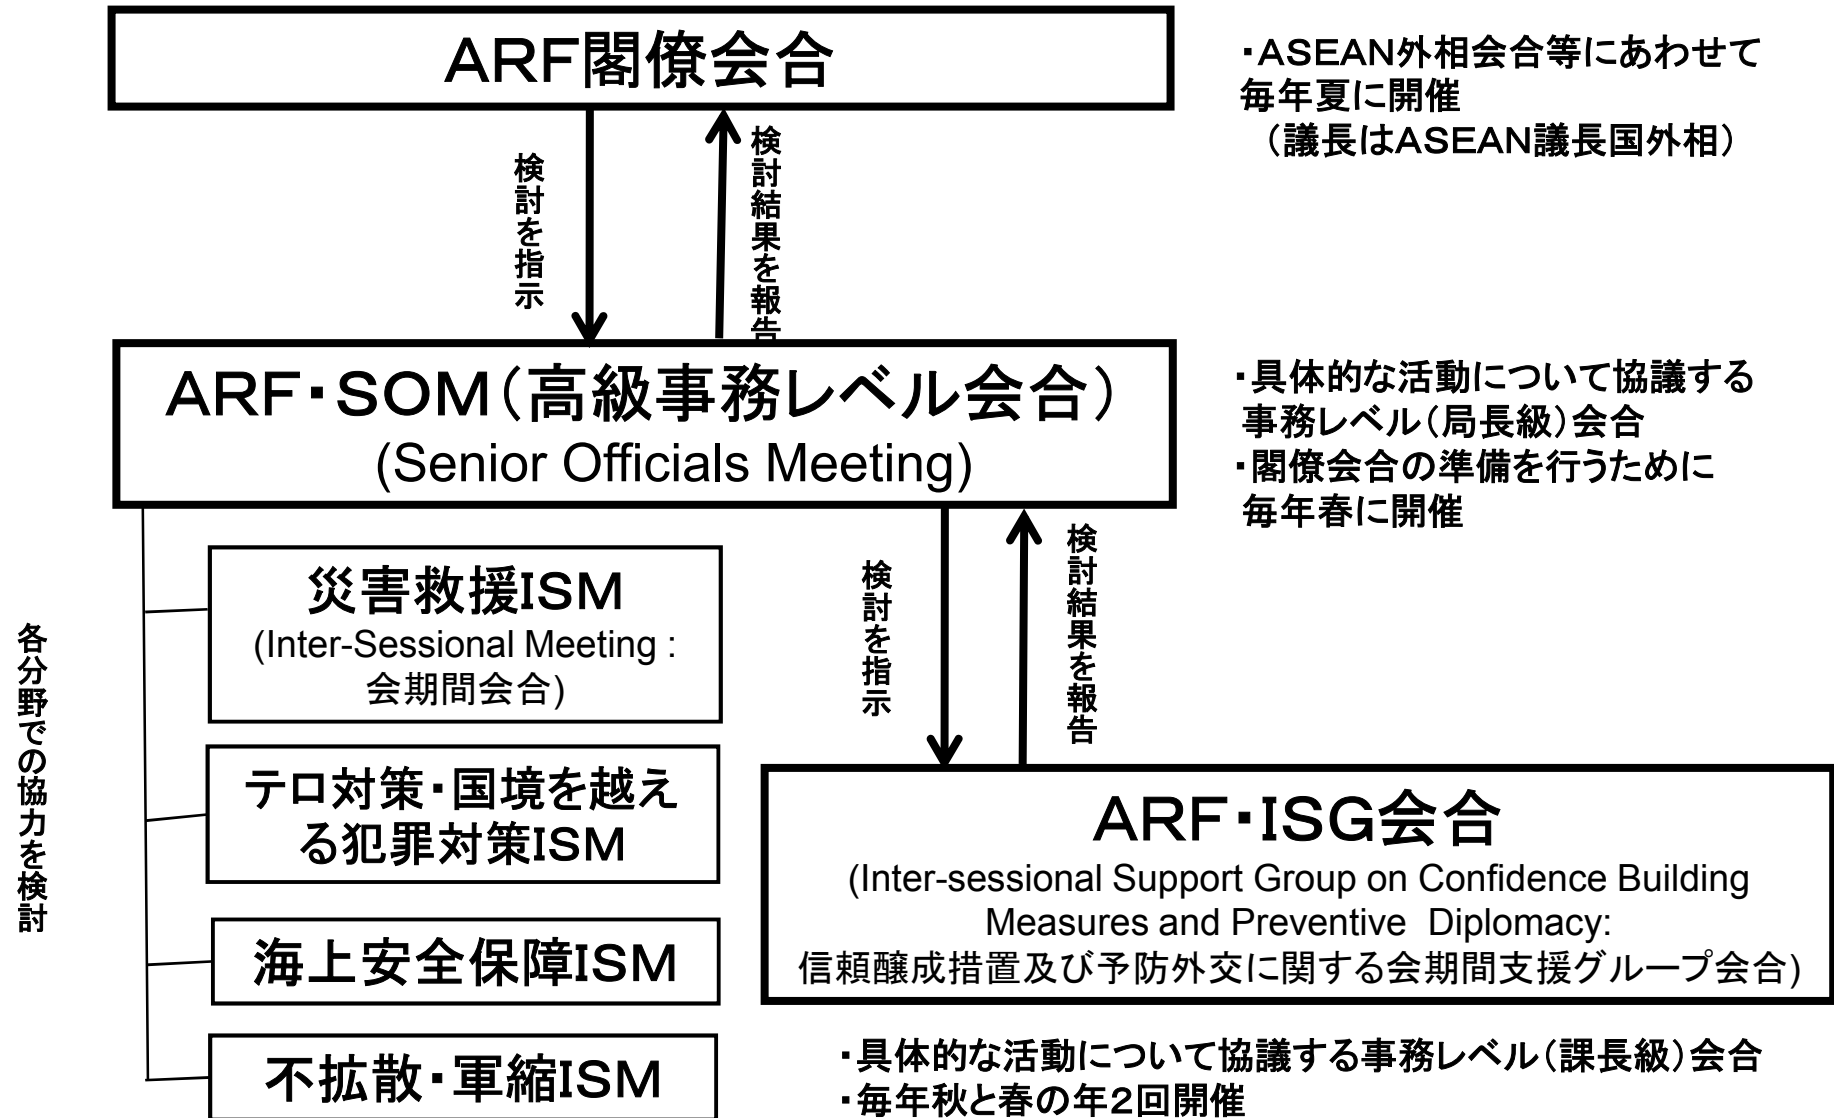 ARF閣僚会合
・ASEAN外相会合等にあわせて
毎年夏に開催
(議長はASEAN議長国外相)
検討を指示
検討結果を報告
ARF・SOM(高級事務レベル会合)
(Senior Officials Meeting)
・具体的な活動について協議する
事務レベル(局長級)会合
・閣僚会合の準備を行うために
毎年春に開催
各分野での協力を検討
災害救援ISM
(Inter-Sessional Meeting :
会期間会合)
テロ対策・国境を越え
る犯罪対策ISM
海上安全保障ISM
不拡散・軍縮ISM
検討を指示
検討結果を報告
ARF・ISG会合
(Inter-sessional Support Group on Confidence Building
Measures and Preventive Diplomacy:
信頼醸成措置及び予防外交に関する会期間支援グループ会合)
・具体的な活動について協議する事務レベル(課長級)会合
・毎年秋と春の年2回開催